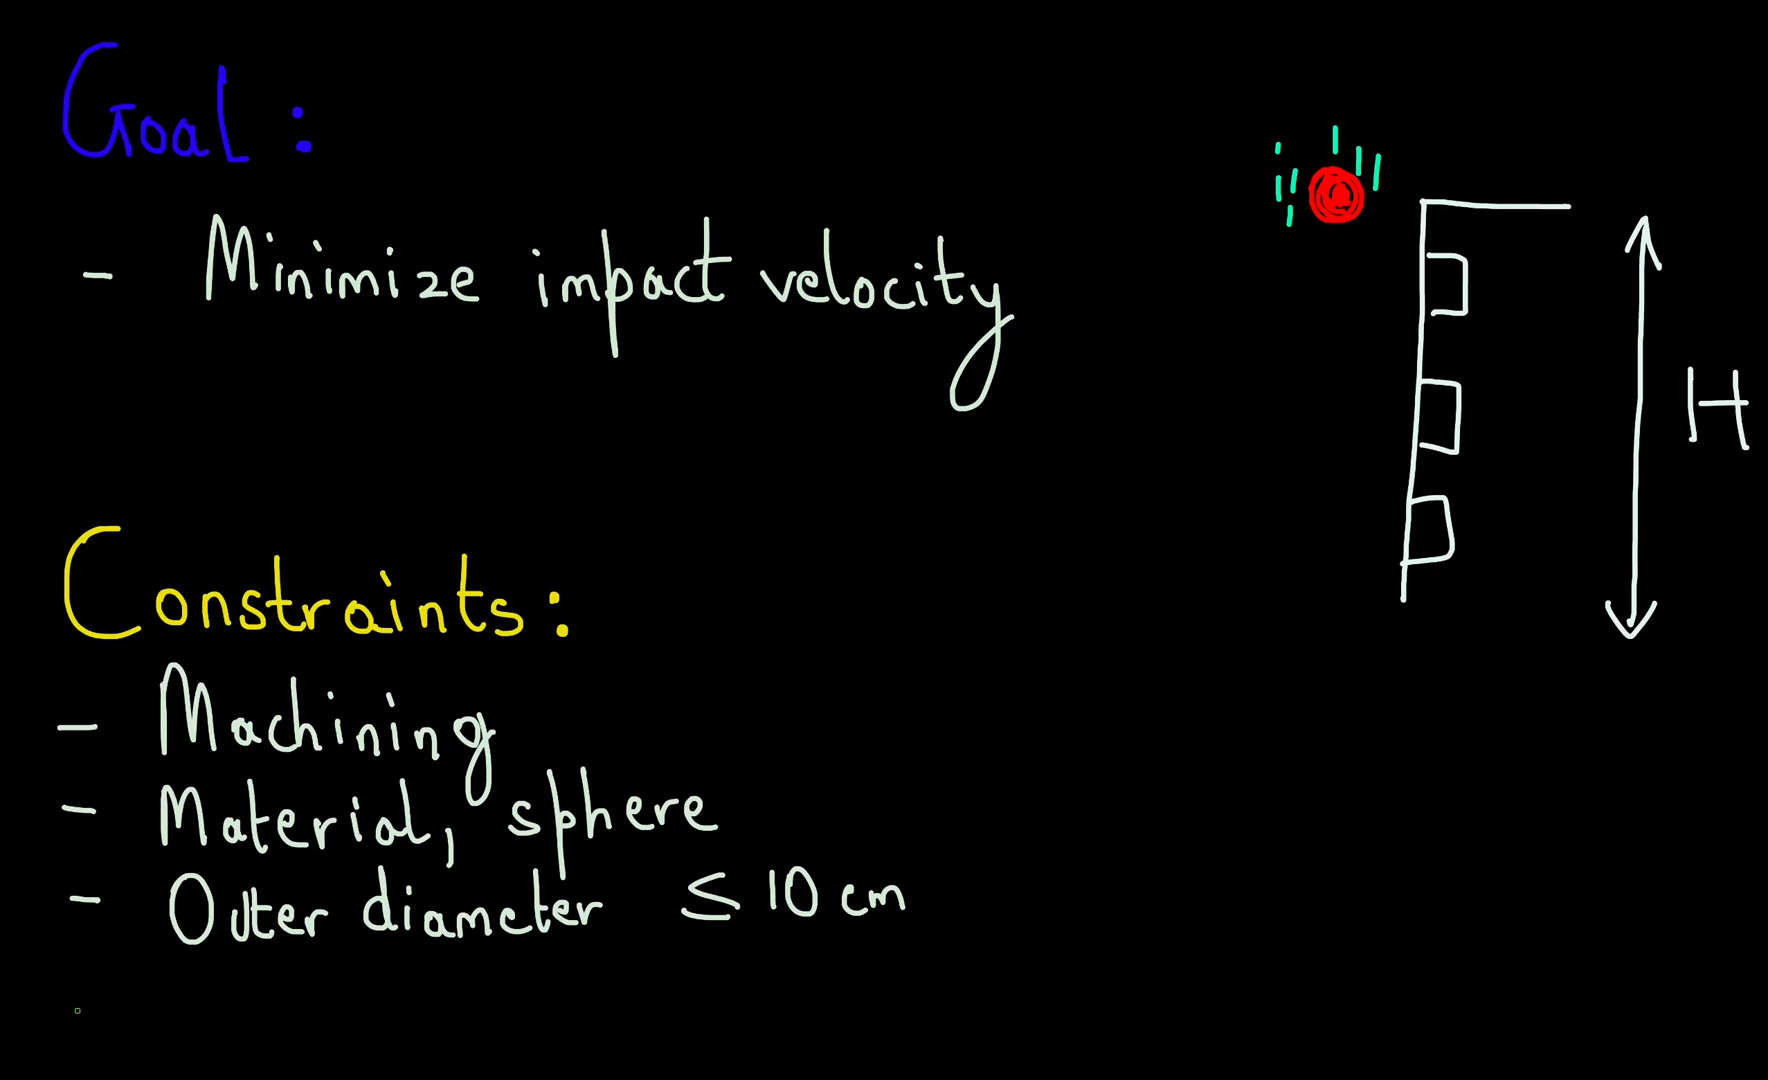 Goal:
- Minimize impact velocity
H
Constraints:
- Machining
- Material, sphere
- Outer diameter ≤ 10 cm